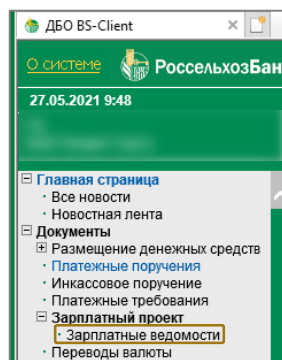 ДБО BS-Client
О системе РоссельхозБан
27.05.2021 9:48
Главная страница
Все новости
Новостная лента
Документы
Размещение денежных средств
Платежные поручения
Инкассовое поручение
Платежные требования
Зарплатный проект
Зарплатные ведомости
Переводы валюты